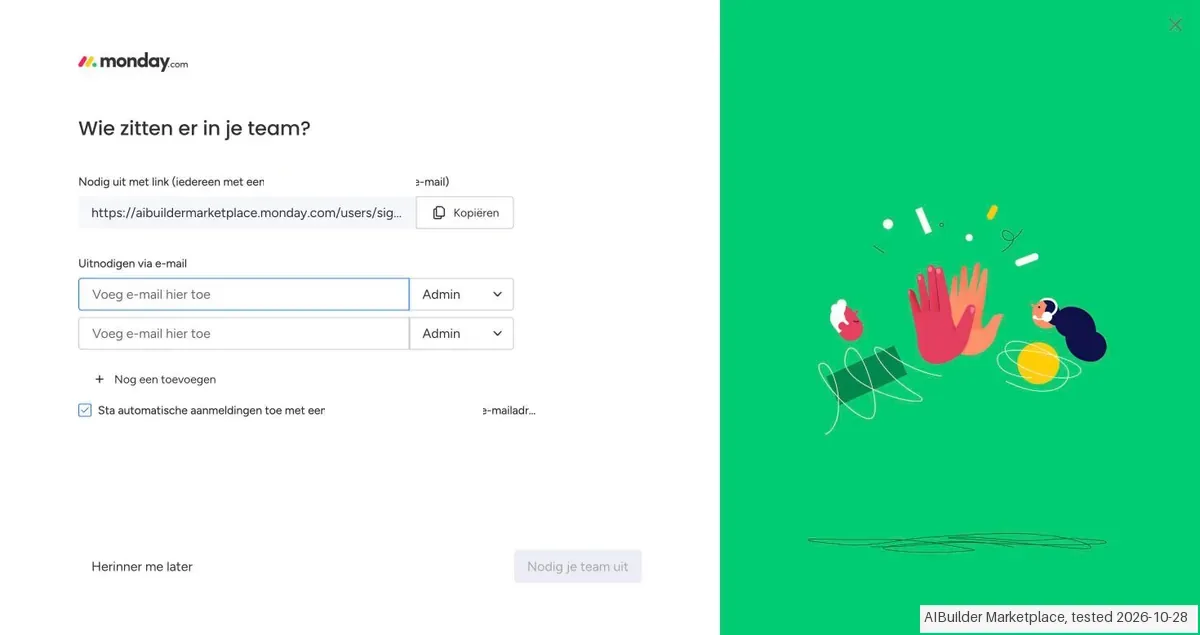 monday.com
Wie zitten er in je team?
Nodig uit met link (iedereen met een e-mail)
https://aibuildermarketplace.monday.com/users/sig...
Kopiëren
Uitnodigen via e-mail
Voeg e-mail hier toe
Admin
Voeg e-mail hier toe
Admin
+ Nog een toevoegen
Sta automatische aanmeldingen toe met een e-mailadr...
Herinner me later
Nodig je team uit
AIBuilder Marketplace, tested 2026-10-28